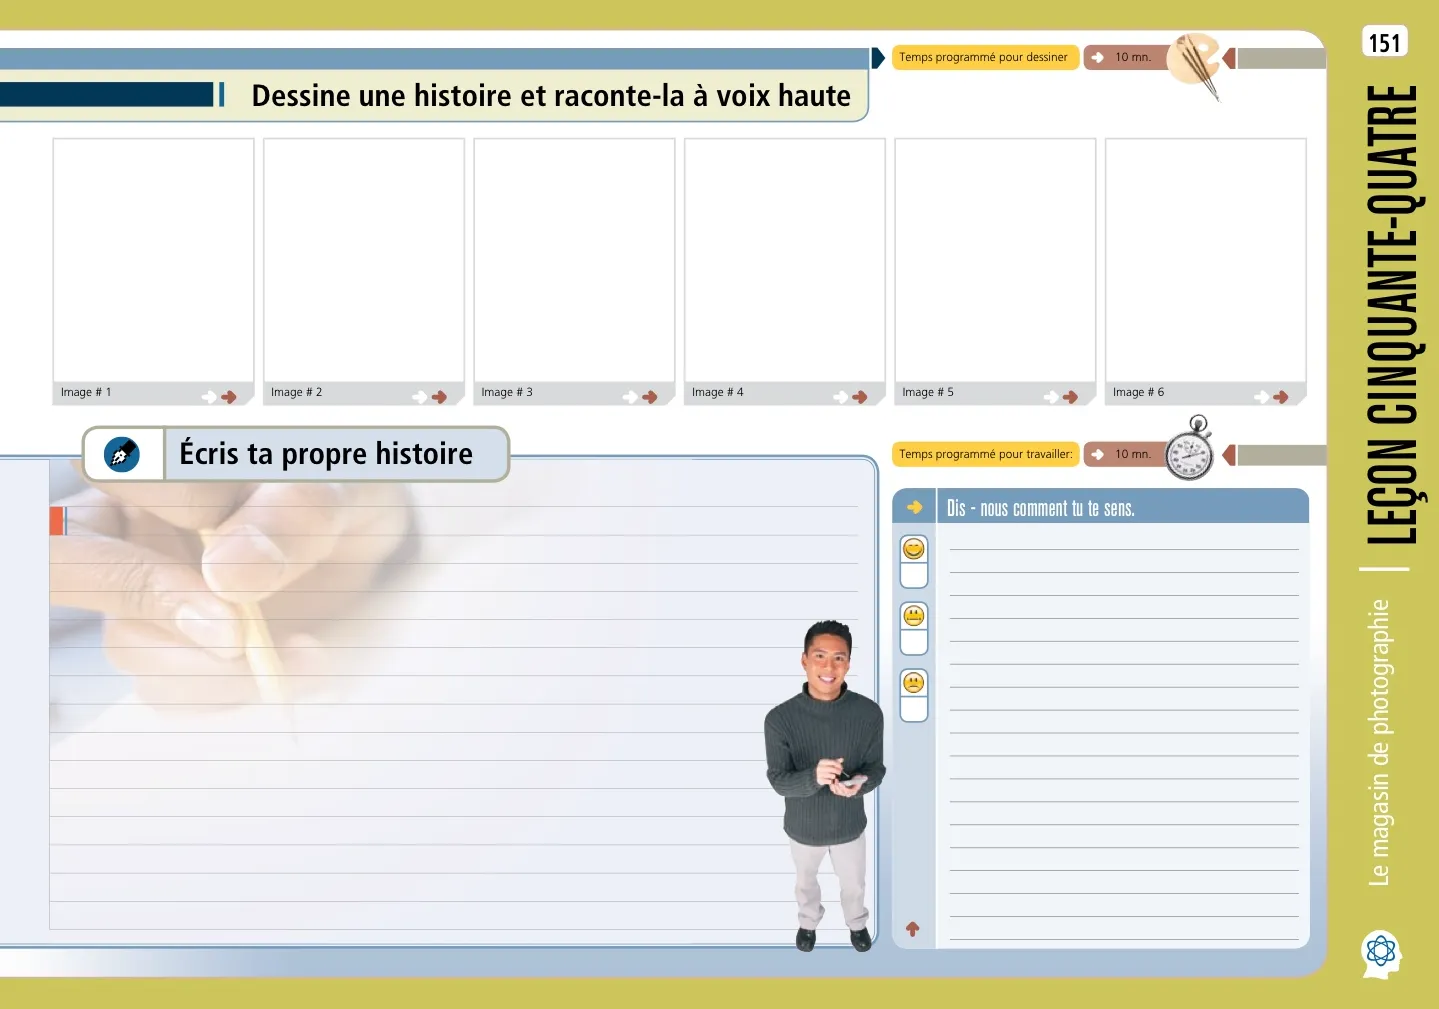 Temps programmé pour dessiner
10 mn.
151
Dessine une histoire et raconte-la à voix haute
Image # 1
Image # 2
Image # 3
Image # 4
Image # 5
Image # 6
Écris ta propre histoire
Temps programmé pour travailler:
10 mn.
Dis - nous comment tu te sens.
LEÇON CINQUANTE-QUATRE
Le magasin de photographie